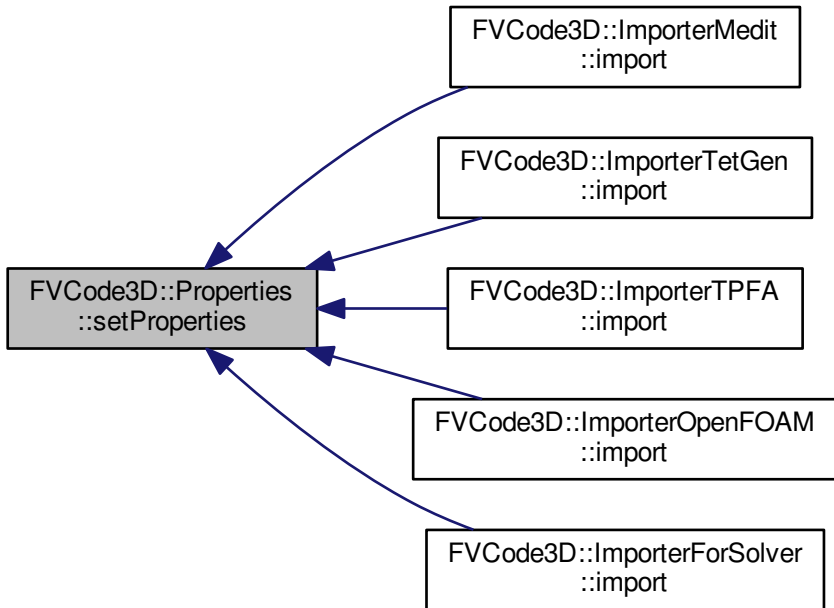 FVCode3D::ImporterMedit
::import
FVCode3D::ImporterTetGen
::import
FVCode3D::Properties
::setProperties
FVCode3D::ImporterTPFA
::import
FVCode3D::ImporterOpenFOAM
::import
FVCode3D::ImporterForSolver
::import